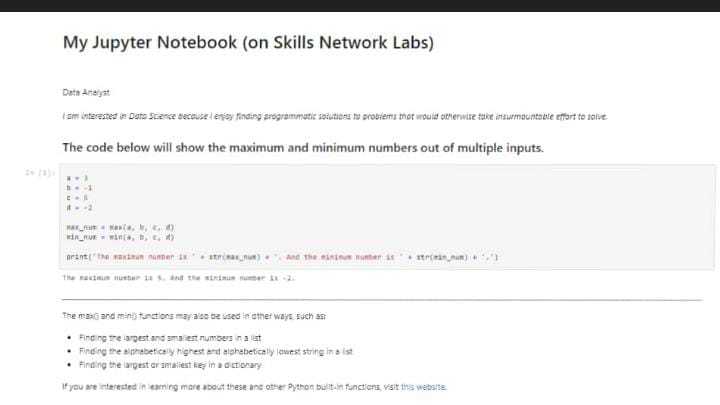 My Jupyter Notebook (on Skills Network Labs)
Data Analyst
I am interested in Data Science because I enjoy finding programmatic solutions to problems that would otherwise take insurmountable effort to solve.
The code below will show the maximum and minimum numbers out of multiple inputs.
In [1]:
a = 3
b = -1
c = 5
d = -2
max_num = max(a, b, c, d)
min_num = min(a, b, c, d)
print('The maximum number is ' + str(max_num) + '. And the minimum number is ' + str(min_num) + '.')
The maximum number is 5. And the minimum number is -2.
The max() and min() functions may also be used in other ways, such as:
• Finding the largest and smallest numbers in a list
• Finding the alphabetically highest and alphabetically lowest string in a list
• Finding the largest or smallest key in a dictionary
If you are interested in learning more about these and other Python built-in functions, visit this website.